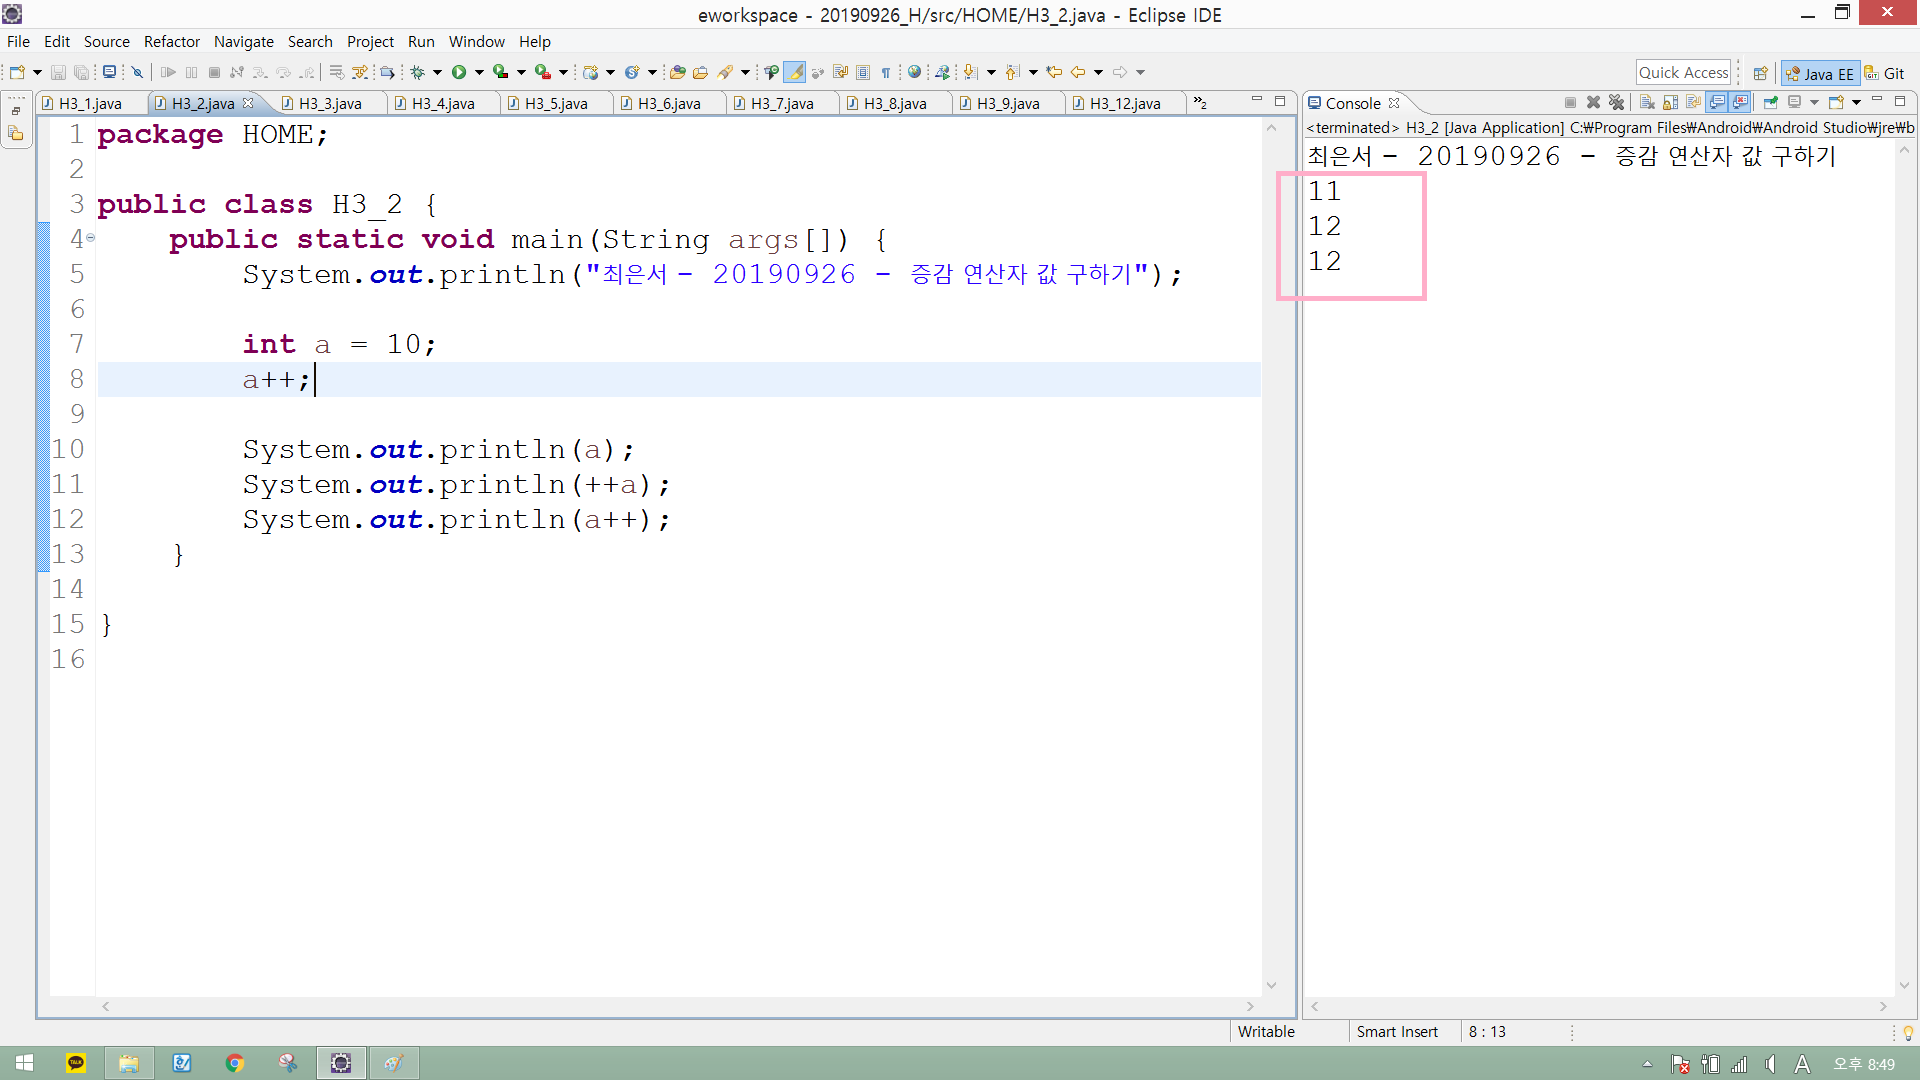 eworkspace - 20190926_H/src/HOME/H3_2.java - Eclipse IDE
File Edit Source Refactor Navigate Search Project Run Window Help
Quick Access Java EE Git
H3_1.java H3_2.java H3_3.java H3_4.java H3_5.java H3_6.java H3_7.java H3_8.java H3_9.java H3_12.java »2
1 package HOME;
2
3 public class H3_2 {
4 public static void main(String args[]) {
5 System.out.println("최은서 - 20190926 - 증감 연산자 값 구하기");
6
7 int a = 10;
8 a++;
9
10 System.out.println(a);
11 System.out.println(++a);
12 System.out.println(a++);
13 }
14
15 }
16
Console
<terminated> H3_2 [Java Application] C:₩Program Files₩Android₩Android Studio₩jre₩b
최은서 - 20190926 - 증감 연산자 값 구하기
11
12
12
Writable Smart Insert 8 : 13
TALK
A 오후 8:49